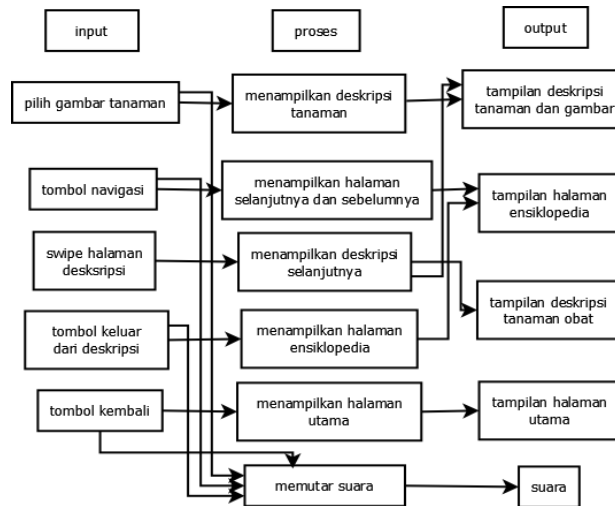 input
proses
output
pilih gambar tanaman
menampilkan deskripsi
tanaman
tampilan deskripsi
tanaman dan gambar
tombol navigasi
menampilkan halaman
selanjutnya dan sebelumnya
tampilan halaman
ensiklopedia
swipe halaman
desksripsi
menampilkan deskripsi
selanjutnya
tampilan deskripsi
tanaman obat
tombol keluar
dari deskripsi
menampilkan halaman
ensiklopedia
tombol kembali
menampilkan halaman
utama
tampilan halaman
utama
memutar suara
suara